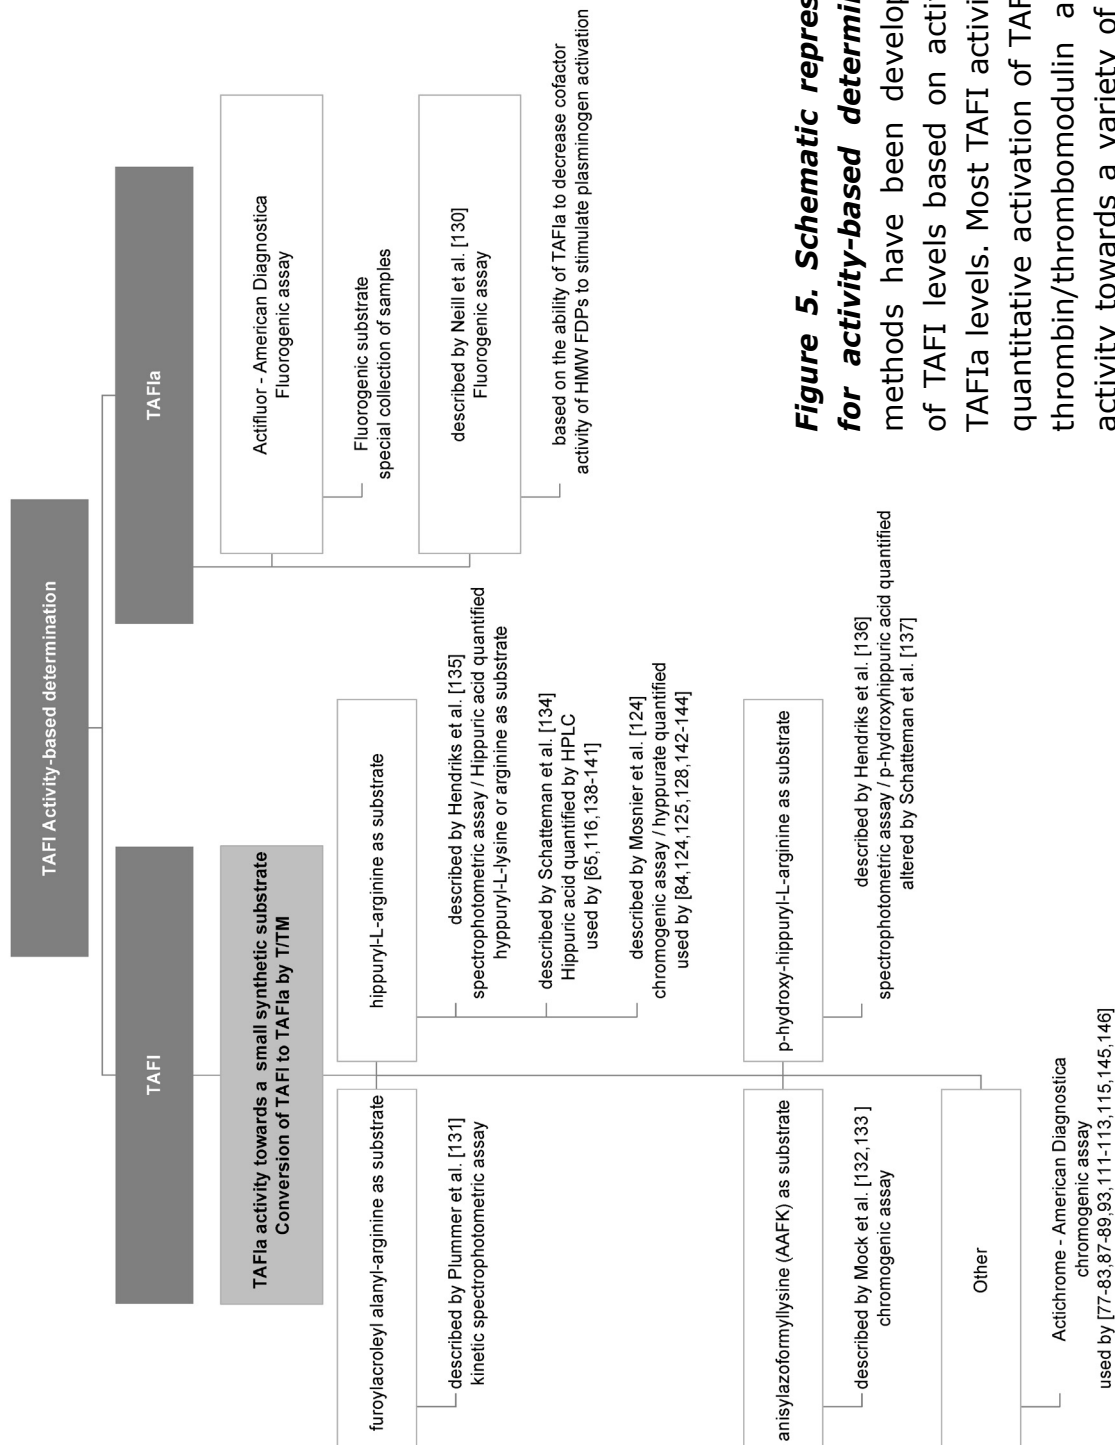 TAFI Activity-based determination
TAFI
TAFIa activity towards a small synthetic substrate
Conversion of TAFI to TAFIa by T/TM
furoylacroleyl alanyl-arginine as substrate
described by Plummer et al. [131]
kinetic spectrophotometric assay
hippuryl-L-arginine as substrate
described by Hendriks et al. [135]
spectrophotometric assay / Hippuric acid quantified
hyppuryl-L-lysine or arginine as substrate
described by Schatteman et al. [134]
Hippuric acid quantified by HPLC
used by [65,116,138-141]
described by Mosnier et al. [124]
chromogenic assay / hyppurate quantified
used by [84,124,125,128,142-144]
anisylazoformyllysine (AAFK) as substrate
described by Mock et al. [132,133 ]
chromogenic assay
p-hydroxy-hippuryl-L-arginine as substrate
described by Hendriks et al. [136]
spectrophotometric assay / p-hydroxyhippuric acid quantified
altered by Schatteman et al. [137]
Other
Actichrome - American Diagnostica
chromogenic assay
used by [77-83,87-89,93,111-113,115,145,146]
TAFIa
Actifluor - American Diagnostica
Fluorogenic assay
Fluorogenic substrate
special collection of samples
described by Neill et al. [130]
Fluorogenic assay
based on the ability of TAFIa to decrease cofactor
activity of HMW FDPs to stimulate plasminogen activation
Figure 5. Schematic repres
for activity-based determin
methods have been develop
of TAFI levels based on activ
TAFIa levels. Most TAFI activi
quantitative activation of TAF
thrombin/thrombomodulin a
activity towards a variety of